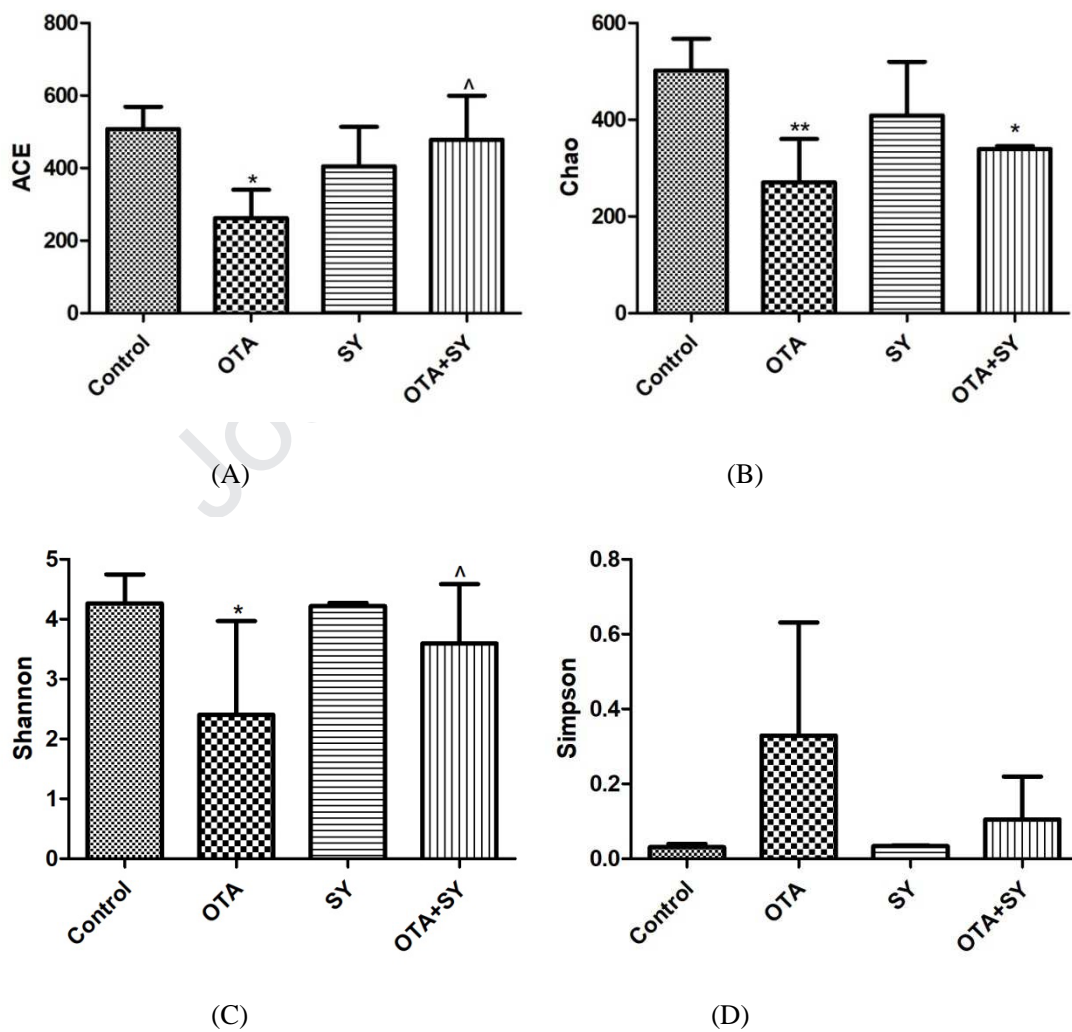 800
600
400
200
0
ACE
*
^
Control
OTA
SY
OTA+SY
(A)
600
400
200
0
Chao
**
*
Control
OTA
SY
OTA+SY
(B)
Jo
5
4
3
2
1
0
Shannon
*
^
Control
OTA
SY
OTA+SY
(C)
0.8
0.6
0.4
0.2
0.0
Simpson
Control
OTA
SY
OTA+SY
(D)